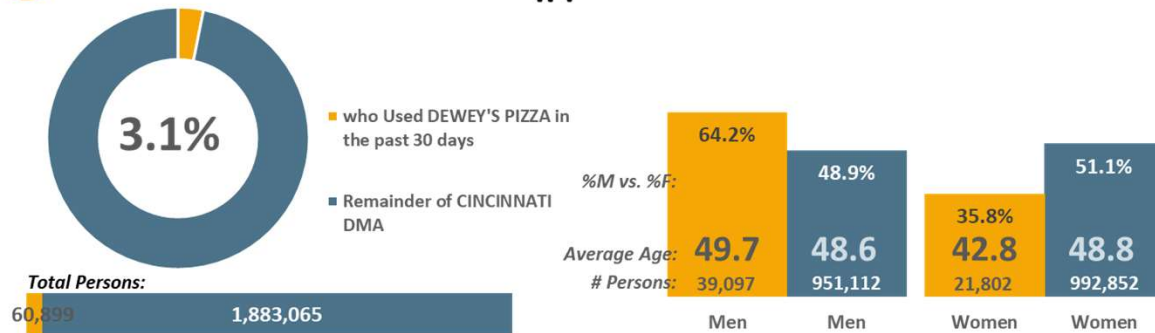 3.1%
who Used DEWEY'S PIZZA in
the past 30 days
Remainder of CINCINNATI
DMA
Total Persons:
60,899 1,883,065
%M vs. %F: 64.2% 48.9% 35.8% 51.1%
Average Age: 49.7 48.6 42.8 48.8
# Persons: 39,097 951,112 21,802 992,852
Men Men Women Women